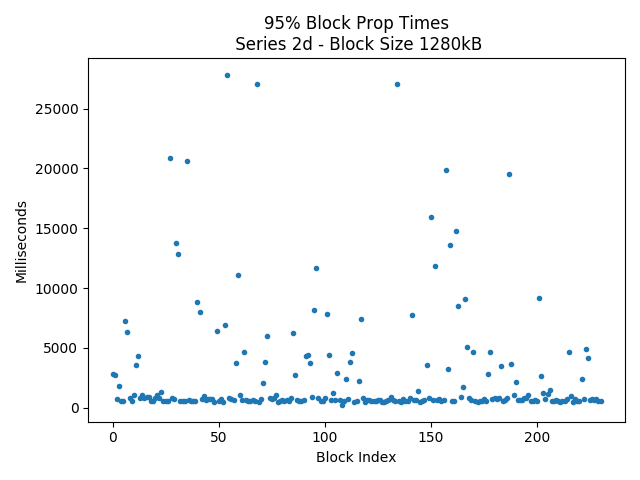 95% Block Prop Times
Series 2d - Block Size 1280kB
25000
20000
15000
10000
5000
0
Milliseconds
0 50 100 150 200
Block Index